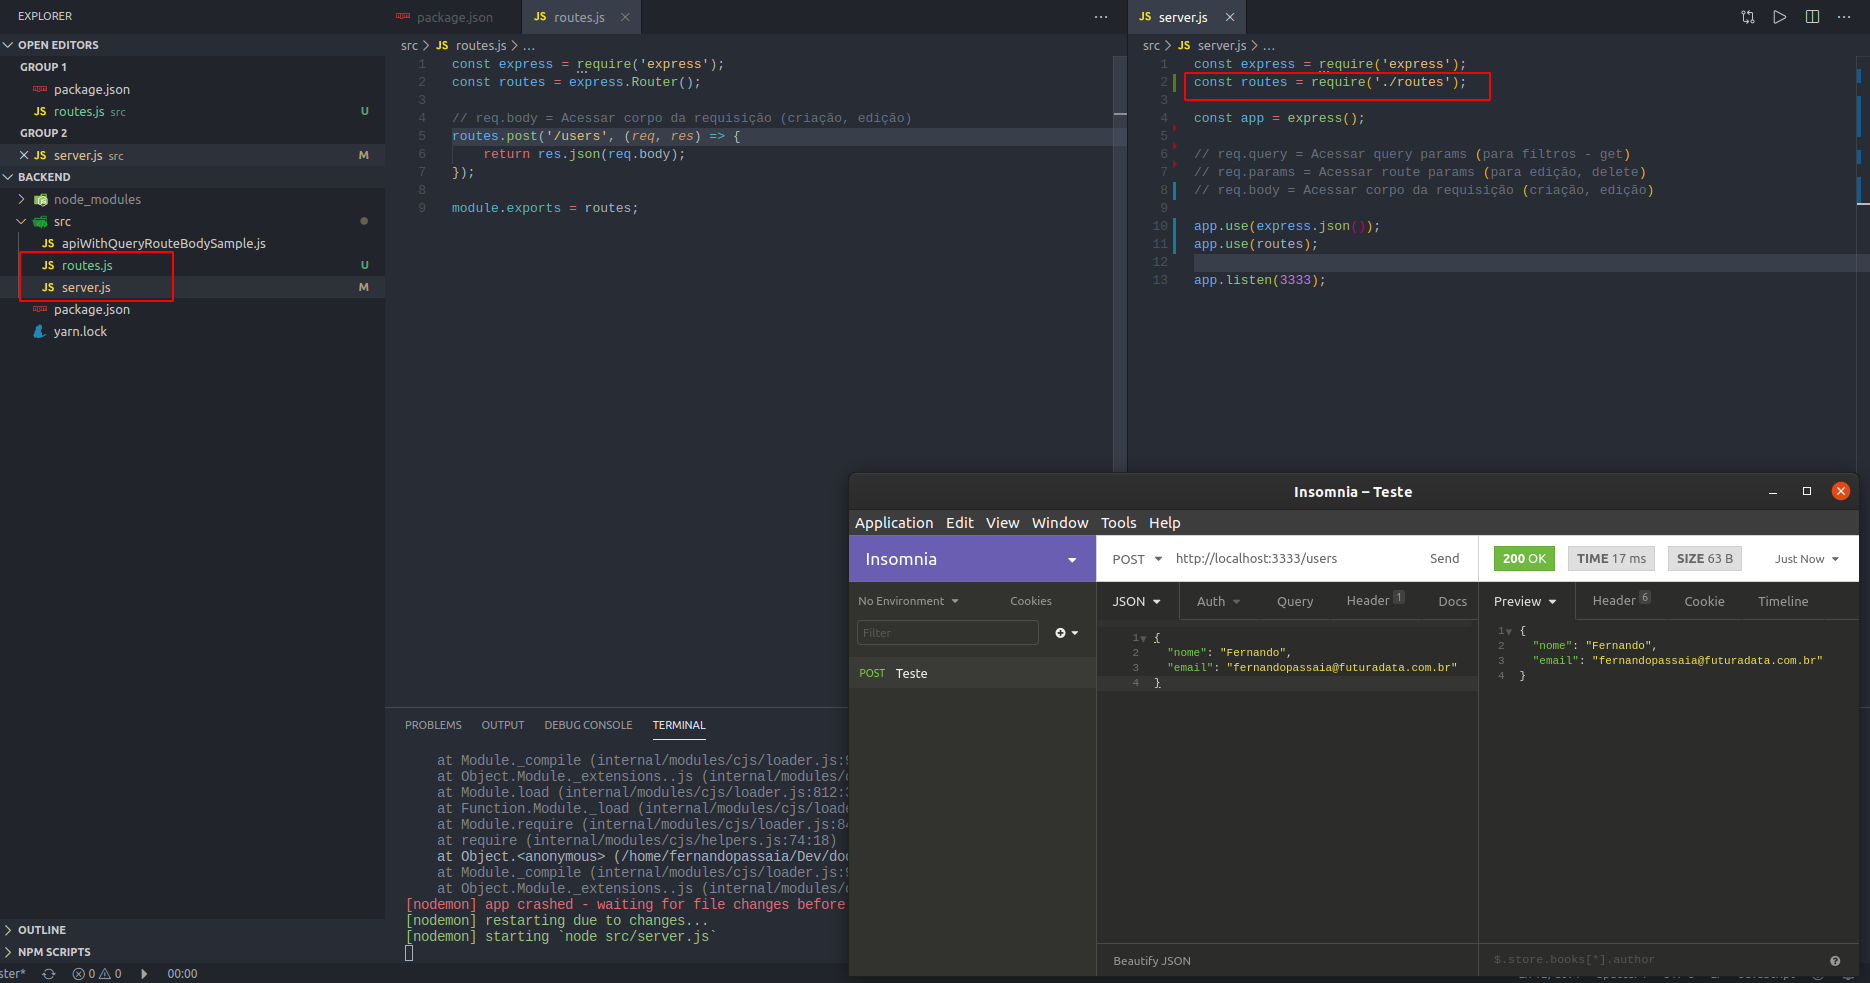 EXPLORER
OPEN EDITORS
GROUP 1
package.json
JS routes.js src U
GROUP 2
JS server.js src M
BACKEND
node_modules
src
JS apiWithQueryRouteBodySample.js
JS routes.js U
JS server.js M
package.json
yarn.lock
OUTLINE
NPM SCRIPTS
package.json
JS routes.js
src > JS routes.js > ...
1 const express = require('express');
2 const routes = express.Router();
3
4 // req.body = Acessar corpo da requisição (criação, edição)
5 routes.post('/users', (req, res) => {
6 return res.json(req.body);
7 });
8
9 module.exports = routes;
JS server.js
src > JS server.js > ...
1 const express = require('express');
2 const routes = require('./routes');
3
4 const app = express();
5
6 // req.query = Acessar query params (para filtros - get)
7 // req.params = Acessar route params (para edição, delete)
8 // req.body = Acessar corpo da requisição (criação, edição)
9
10 app.use(express.json());
11 app.use(routes);
12
13 app.listen(3333);
PROBLEMS OUTPUT DEBUG CONSOLE TERMINAL
at Module._compile (internal/modules/cjs/loader.js:9
at Object.Module._extensions..js (internal/modules/c
at Module.load (internal/modules/cjs/loader.js:812:3
at Function.Module._load (internal/modules/cjs/loade
at Module.require (internal/modules/cjs/loader.js:84
at require (internal/modules/cjs/helpers.js:74:18)
at Object.<anonymous> (/home/fernandopassaia/Dev/doc
at Module._compile (internal/modules/cjs/loader.js:9
at Object.Module._extensions..js (internal/modules/c
[nodemon] app crashed - waiting for file changes before
[nodemon] restarting due to changes...
[nodemon] starting `node src/server.js`
ster* 0 0 00:00
Insomnia – Teste
Application Edit View Window Tools Help
Insomnia
No Environment Cookies
Filter
POST Teste
POST http://localhost:3333/users Send
JSON Auth Query Header 1 Docs
1 {
2 "nome": "Fernando",
3 "email": "fernandopassaia@futuradata.com.br"
4 }
Beautify JSON
200 OK TIME 17 ms SIZE 63 B Just Now
Preview Header 6 Cookie Timeline
1 {
2 "nome": "Fernando",
3 "email": "fernandopassaia@futuradata.com.br"
4 }
$.store.books[*].author